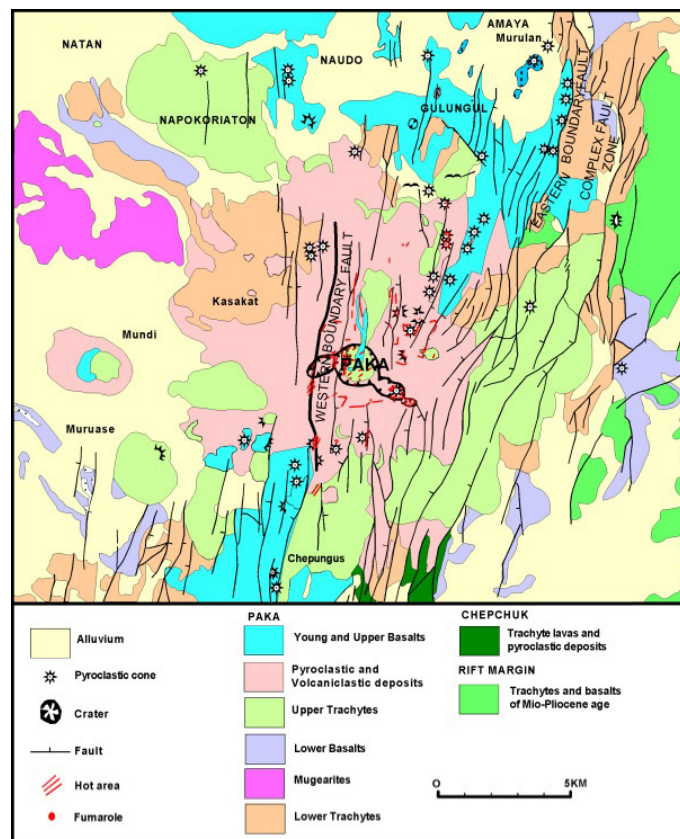 NATAN
NAUDO
AMAYA
Murulan
NAPOKORIATON
GULUNGUL
EASTERN BOUNDARY FAULT
COMPLEX FAULT
ZONE
Kasakat
WESTERN BOUNDARY FAULT
Mundi
PAKA
Muruase
Chepungus
Alluvium
Pyroclastic cone
Crater
Fault
Hot area
Fumarole
PAKA
Young and Upper Basalts
Pyroclastic and
Volcaniclastic deposits
Upper Trachytes
Lower Basalts
Mugearites
Lower Trachytes
CHEPCHUK
Trachyte lavas and
pyroclastic deposits
RIFT MARGIN
Trachytes and basalts
of Mio-Pliocene age
O 5KM